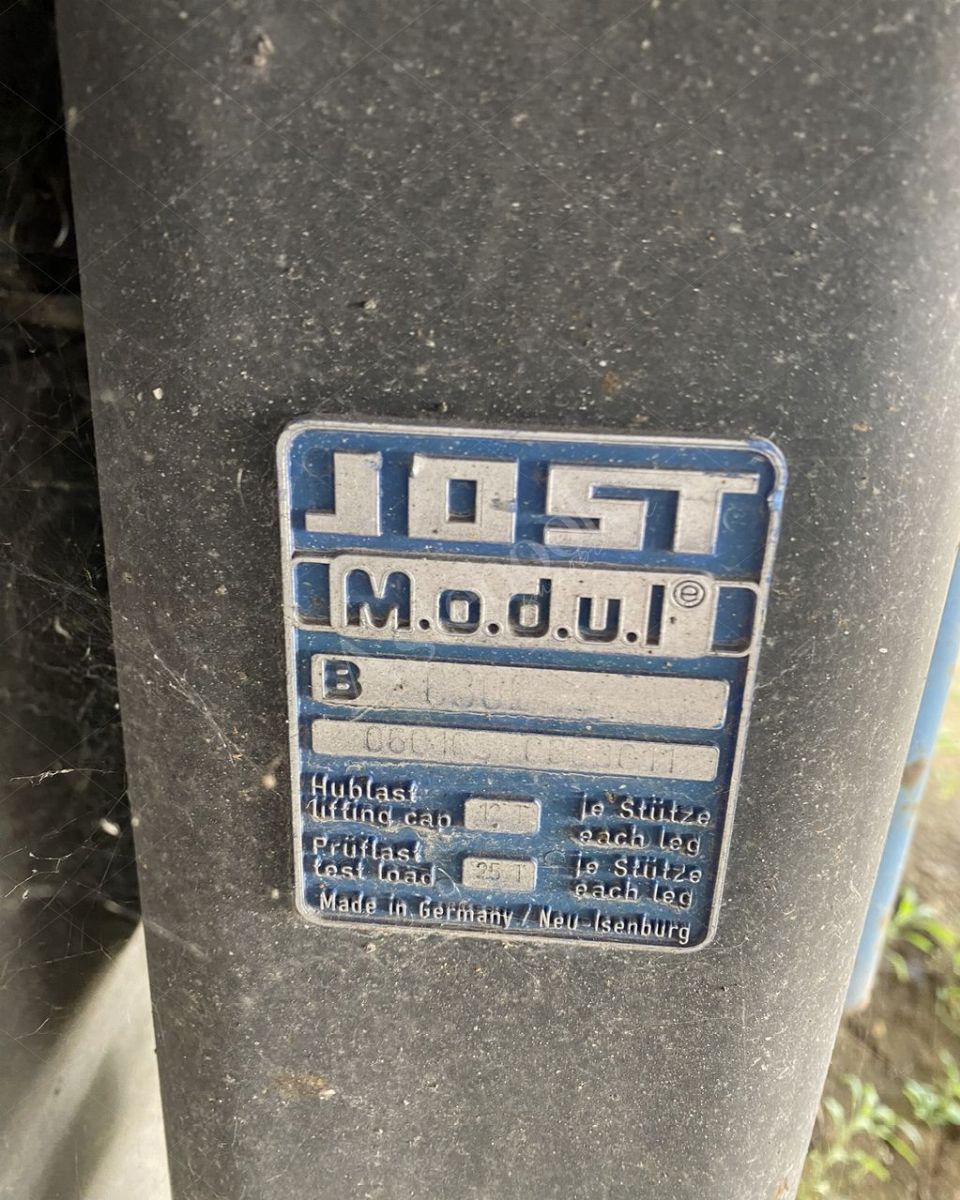 JOST
M.o.d.u.l ®
B
Hublast
lifting cap 12 T je Stütze
each leg
Prüflast
test load 25 T je Stütze
each leg
Made in Germany / Neu-Isenburg